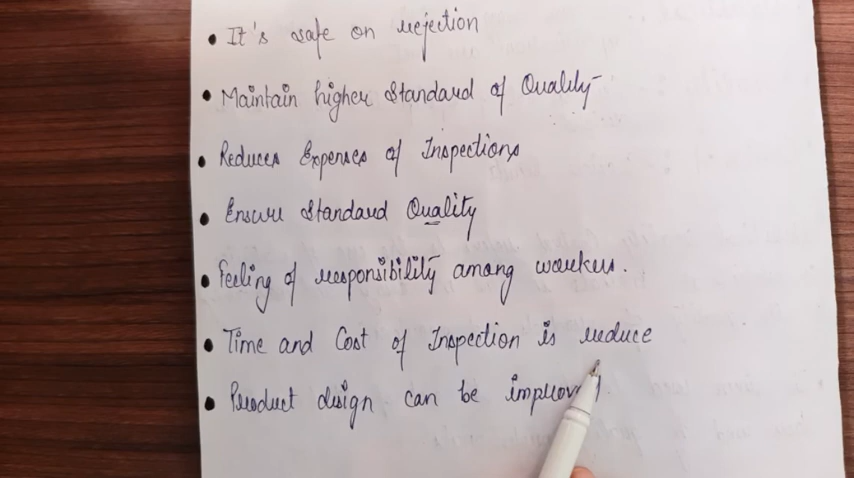 It's safe on rejection
Maintain higher Standard of Quality
Reduces Expenses of Inspections
Ensure Standard Quality
Feeling of responsibility among workers.
Time and Cost of Inspection is reduce
Product design can be